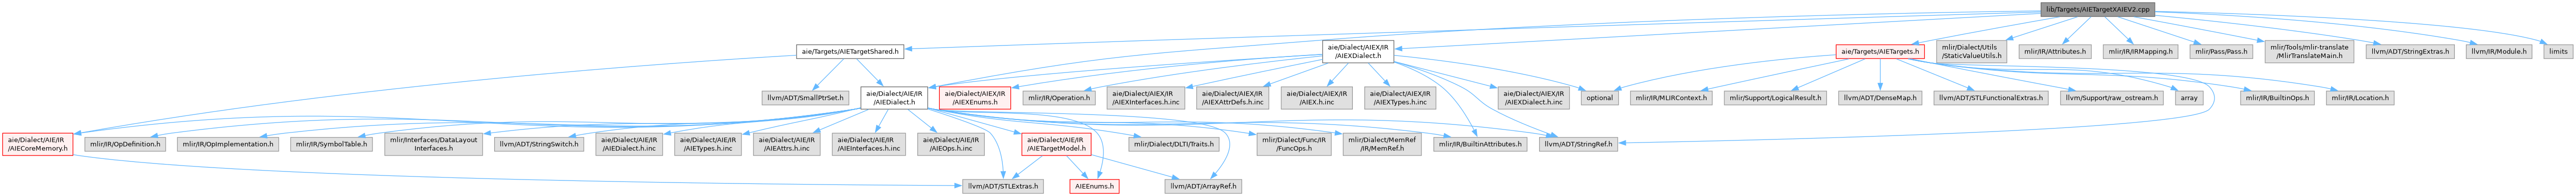 lib/Targets/AIETargetXAIEV2.cpp
aie/Targets/AIETargetShared.h
aie/Dialect/AIEX/IR
/AIEXDialect.h
aie/Targets/AIETargets.h
mlir/Dialect/Utils
/StaticValueUtils.h
mlir/IR/Attributes.h
mlir/IR/IRMapping.h
mlir/Pass/Pass.h
mlir/Tools/mlir-translate
/MlirTranslateMain.h
llvm/ADT/StringExtras.h
llvm/IR/Module.h
limits
llvm/ADT/SmallPtrSet.h
aie/Dialect/AIE/IR
/AIEDialect.h
aie/Dialect/AIEX/IR
/AIEXEnums.h
mlir/IR/Operation.h
aie/Dialect/AIEX/IR
/AIEXInterfaces.h.inc
aie/Dialect/AIEX/IR
/AIEXAttrDefs.h.inc
aie/Dialect/AIEX/IR
/AIEX.h.inc
aie/Dialect/AIEX/IR
/AIEXTypes.h.inc
aie/Dialect/AIEX/IR
/AIEXDialect.h.inc
optional
mlir/IR/MLIRContext.h
mlir/Support/LogicalResult.h
llvm/ADT/DenseMap.h
llvm/ADT/STLFunctionalExtras.h
llvm/Support/raw_ostream.h
array
mlir/IR/BuiltinOps.h
mlir/IR/Location.h
aie/Dialect/AIE/IR
/AIECoreMemory.h
mlir/IR/OpDefinition.h
mlir/IR/OpImplementation.h
mlir/IR/SymbolTable.h
mlir/Interfaces/DataLayout
Interfaces.h
llvm/ADT/StringSwitch.h
aie/Dialect/AIE/IR
/AIEDialect.h.inc
aie/Dialect/AIE/IR
/AIETypes.h.inc
aie/Dialect/AIE/IR
/AIEAttrs.h.inc
aie/Dialect/AIE/IR
/AIEInterfaces.h.inc
aie/Dialect/AIE/IR
/AIEOps.h.inc
aie/Dialect/AIE/IR
/AIETargetModel.h
mlir/Dialect/DLTI/Traits.h
mlir/Dialect/Func/IR
/FuncOps.h
mlir/Dialect/MemRef
/IR/MemRef.h
mlir/IR/BuiltinAttributes.h
llvm/ADT/StringRef.h
llvm/ADT/STLExtras.h
AIEEnums.h
llvm/ADT/ArrayRef.h